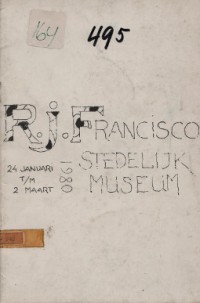 164
495
R.j. FRANCISCO
STEDELIJK
MUSEUM
24 JANUARI
T/M
2 MAART
1980